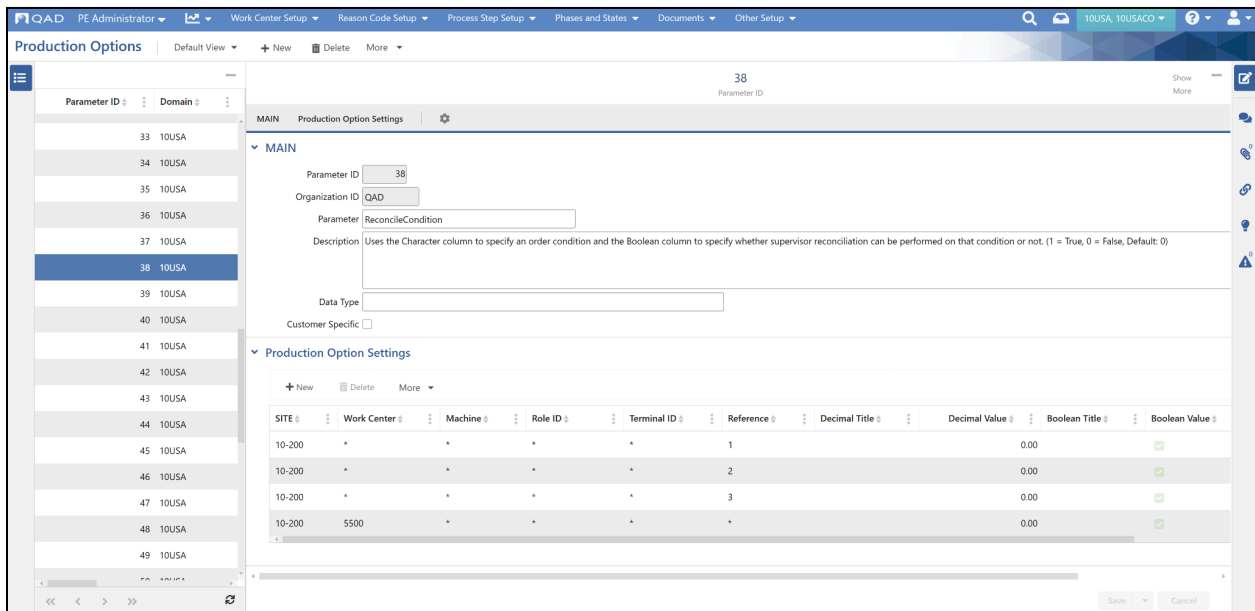 QAD PE Administrator Work Center Setup Reason Code Setup Process Step Setup Phases and States Documents Other Setup 10USA, 10USACO ?
Production Options Default View + New Delete More
38
Parameter ID
Show More
Parameter ID Domain
MAIN Production Option Settings
33 10USA
34 10USA
35 10USA
36 10USA
37 10USA
38 10USA
39 10USA
40 10USA
41 10USA
42 10USA
43 10USA
44 10USA
45 10USA
46 10USA
47 10USA
48 10USA
49 10USA
MAIN
Parameter ID 38
Organization ID QAD
Parameter ReconcileCondition
Description Uses the Character column to specify an order condition and the Boolean column to specify whether supervisor reconciliation can be performed on that condition or not. (1 = True, 0 = False, Default: 0)
Data Type
Customer Specific
Production Option Settings
+ New Delete More
SITE Work Center Machine Role ID Terminal ID Reference Decimal Title Decimal Value Boolean Title Boolean Value
10-200 * * * * 1 0.00
10-200 * * * * 2 0.00
10-200 * * * * 3 0.00
10-200 5500 * * * * 0.00
Save Cancel
0
0